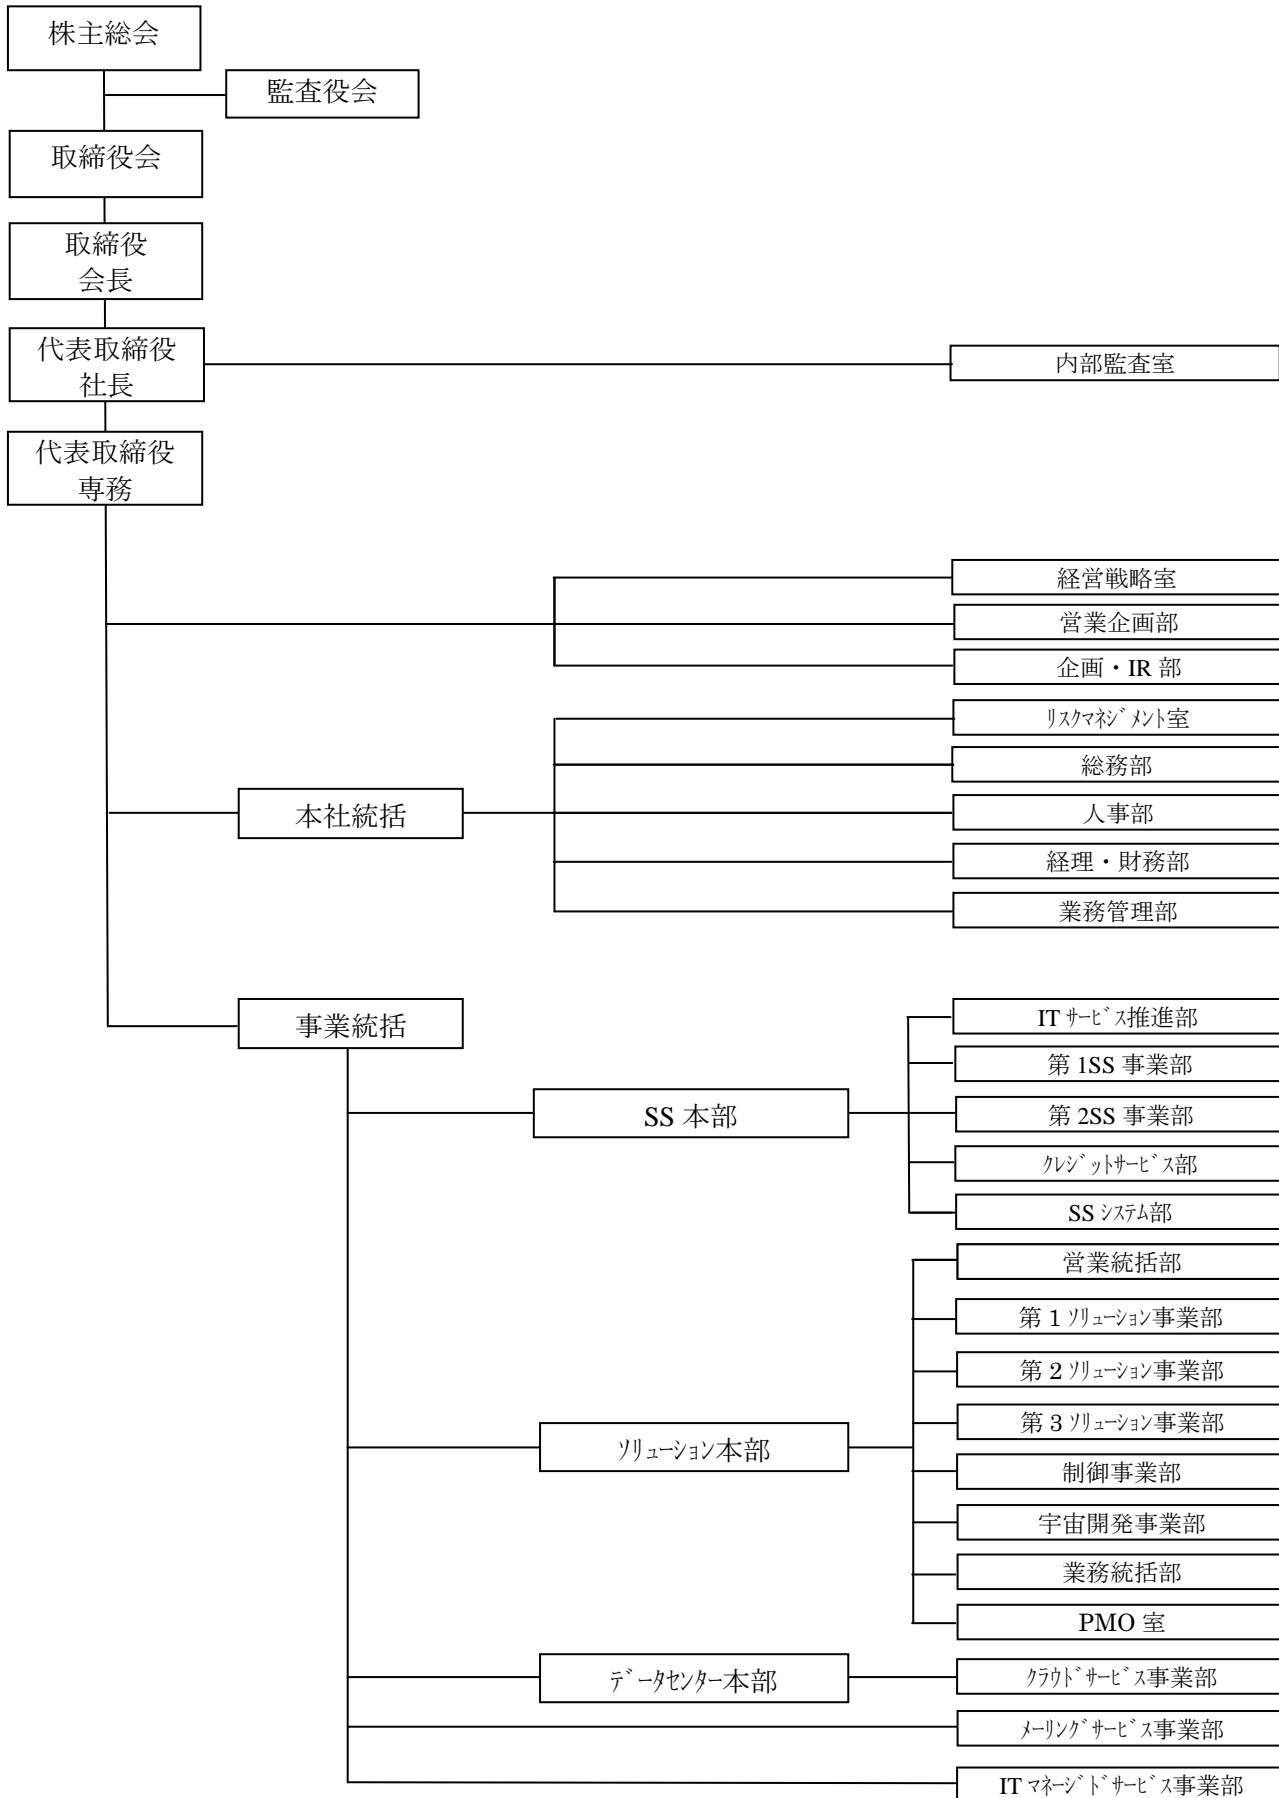 株主総会
監査役会
取締役会
取締役
会長
代表取締役
社長
内部監査室
代表取締役
専務
経営戦略室
営業企画部
企画・IR 部
ﾘｽｸﾏﾈｼﾞﾒﾝﾄ室
総務部
本社統括
人事部
経理・財務部
業務管理部
事業統括
IT ｻｰﾋﾞｽ推進部
第 1SS 事業部
SS 本部
第 2SS 事業部
ｸﾚｼﾞｯﾄｻｰﾋﾞｽ部
SS ｼｽﾃﾑ部
営業統括部
第 1 ｿﾘｭｰｼｮﾝ事業部
第 2 ｿﾘｭｰｼｮﾝ事業部
第 3 ｿﾘｭｰｼｮﾝ事業部
ｿﾘｭｰｼｮﾝ本部
制御事業部
宇宙開発事業部
業務統括部
PMO 室
ﾃﾞｰﾀｾﾝﾀｰ本部
ｸﾗｳﾄﾞｻｰﾋﾞｽ事業部
ﾒｰﾘﾝｸﾞｻｰﾋﾞｽ事業部
IT ﾏﾈｰｼﾞﾄﾞｻｰﾋﾞｽ事業部